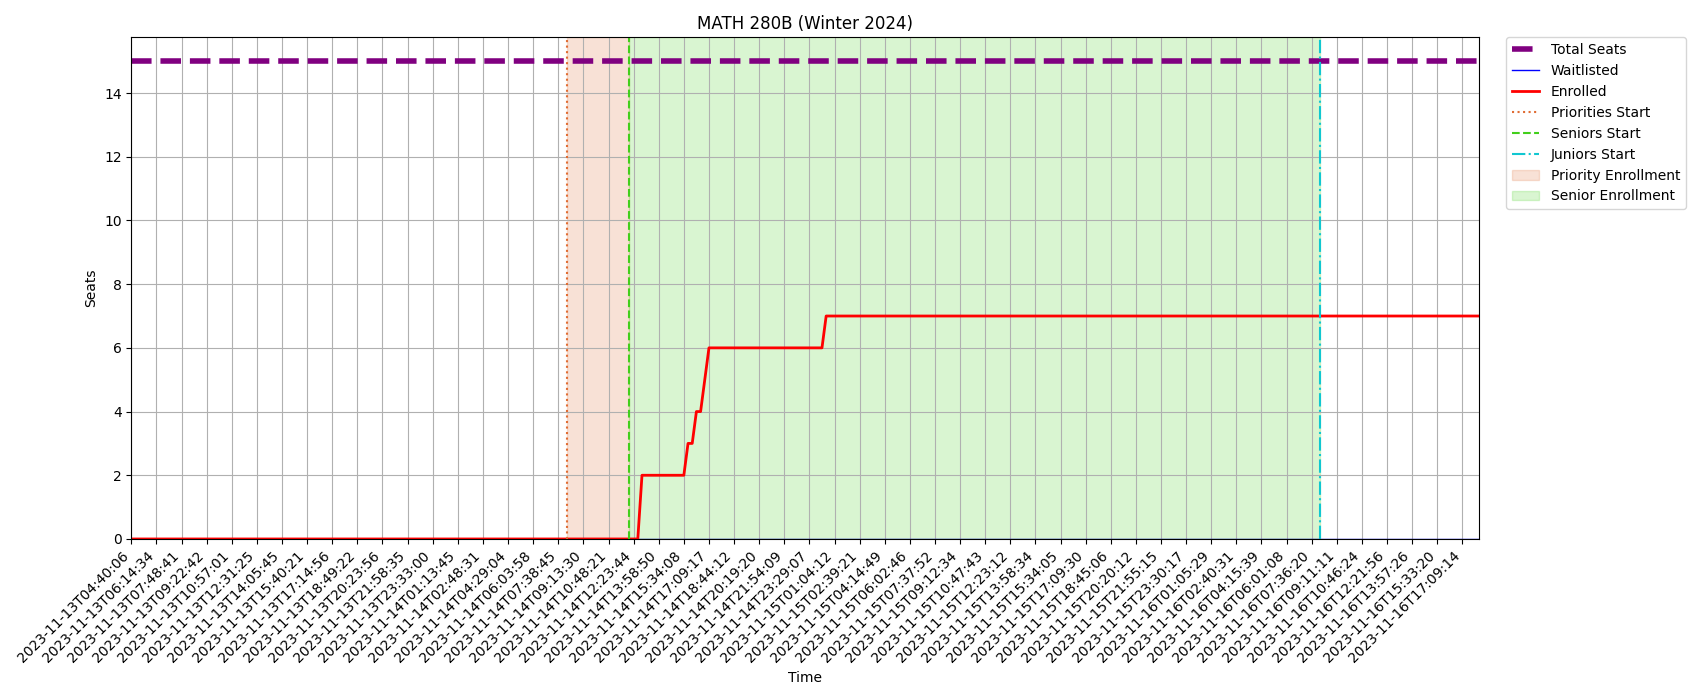 MATH 280B (Winter 2024)
Total Seats
Waitlisted
Enrolled
Priorities Start
Seniors Start
Juniors Start
Priority Enrollment
Senior Enrollment
Seats
14
12
10
8
6
4
2
0
2023-11-13T04:40:06
2023-11-13T06:14:34
2023-11-13T07:48:41
2023-11-13T09:22:42
2023-11-13T10:57:01
2023-11-13T12:31:25
2023-11-13T14:05:45
2023-11-13T15:40:21
2023-11-13T17:14:56
2023-11-13T18:49:22
2023-11-13T20:23:56
2023-11-13T21:58:35
2023-11-13T23:33:00
2023-11-14T01:13:45
2023-11-14T02:48:31
2023-11-14T04:29:04
2023-11-14T06:03:58
2023-11-14T07:38:45
2023-11-14T09:13:30
2023-11-14T10:48:21
2023-11-14T12:23:44
2023-11-14T13:58:50
2023-11-14T15:34:08
2023-11-14T17:09:17
2023-11-14T18:44:12
2023-11-14T20:19:20
2023-11-14T21:54:09
2023-11-14T23:29:07
2023-11-15T01:04:12
2023-11-15T02:39:21
2023-11-15T04:14:49
2023-11-15T06:02:46
2023-11-15T07:37:52
2023-11-15T09:12:34
2023-11-15T10:47:43
2023-11-15T12:23:12
2023-11-15T13:58:34
2023-11-15T15:34:05
2023-11-15T17:09:30
2023-11-15T18:45:06
2023-11-15T20:20:12
2023-11-15T21:55:15
2023-11-15T23:30:17
2023-11-16T01:05:29
2023-11-16T02:40:31
2023-11-16T04:15:39
2023-11-16T06:01:08
2023-11-16T07:36:20
2023-11-16T09:11:11
2023-11-16T10:46:24
2023-11-16T12:21:56
2023-11-16T13:57:26
2023-11-16T15:33:20
2023-11-16T17:09:14
Time